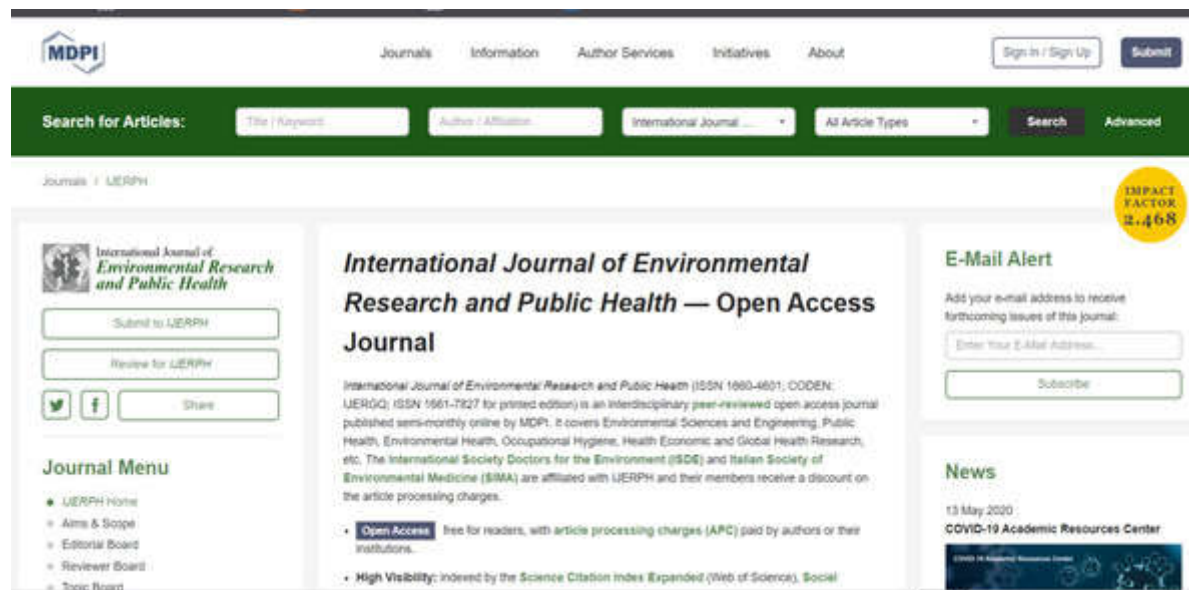 MDPI
Journals Information Author Services Initiatives About
Sign In / Sign Up
Submit
Search for Articles:
Title / Keyword
Author / Affiliation
International Journal ...
All Article Types
Search
Advanced
Journals / IJERPH
IMPACT
FACTOR
2.468
International Journal of
Environmental Research
and Public Health
Submit to IJERPH
Review for IJERPH
Share
Journal Menu
IJERPH Home
Aims & Scope
Editorial Board
Reviewer Board
Topic Board
International Journal of Environmental
Research and Public Health — Open Access
Journal
International Journal of Environmental Research and Public Health (ISSN 1660-4601; CODEN:
IJERGQ; ISSN 1661-7827 for printed edition) is an interdisciplinary peer-reviewed open access journal
published semi-monthly online by MDPI. It covers Environmental Sciences and Engineering, Public
Health, Environmental Health, Occupational Hygiene, Health Economic and Global Health Research,
etc. The International Society Doctors for the Environment (ISDE) and Italian Society of
Environmental Medicine (SIMA) are affiliated with IJERPH and their members receive a discount on
the article processing charges.
• Open Access free for readers, with article processing charges (APC) paid by authors or their
institutions.
• High Visibility: indexed by the Science Citation Index Expanded (Web of Science), Social
E-Mail Alert
Add your e-mail address to receive
forthcoming issues of this journal:
Enter Your E-Mail Address...
Subscribe
News
13 May 2020
COVID-19 Academic Resources Center
COVID-19 Academic Resources Center